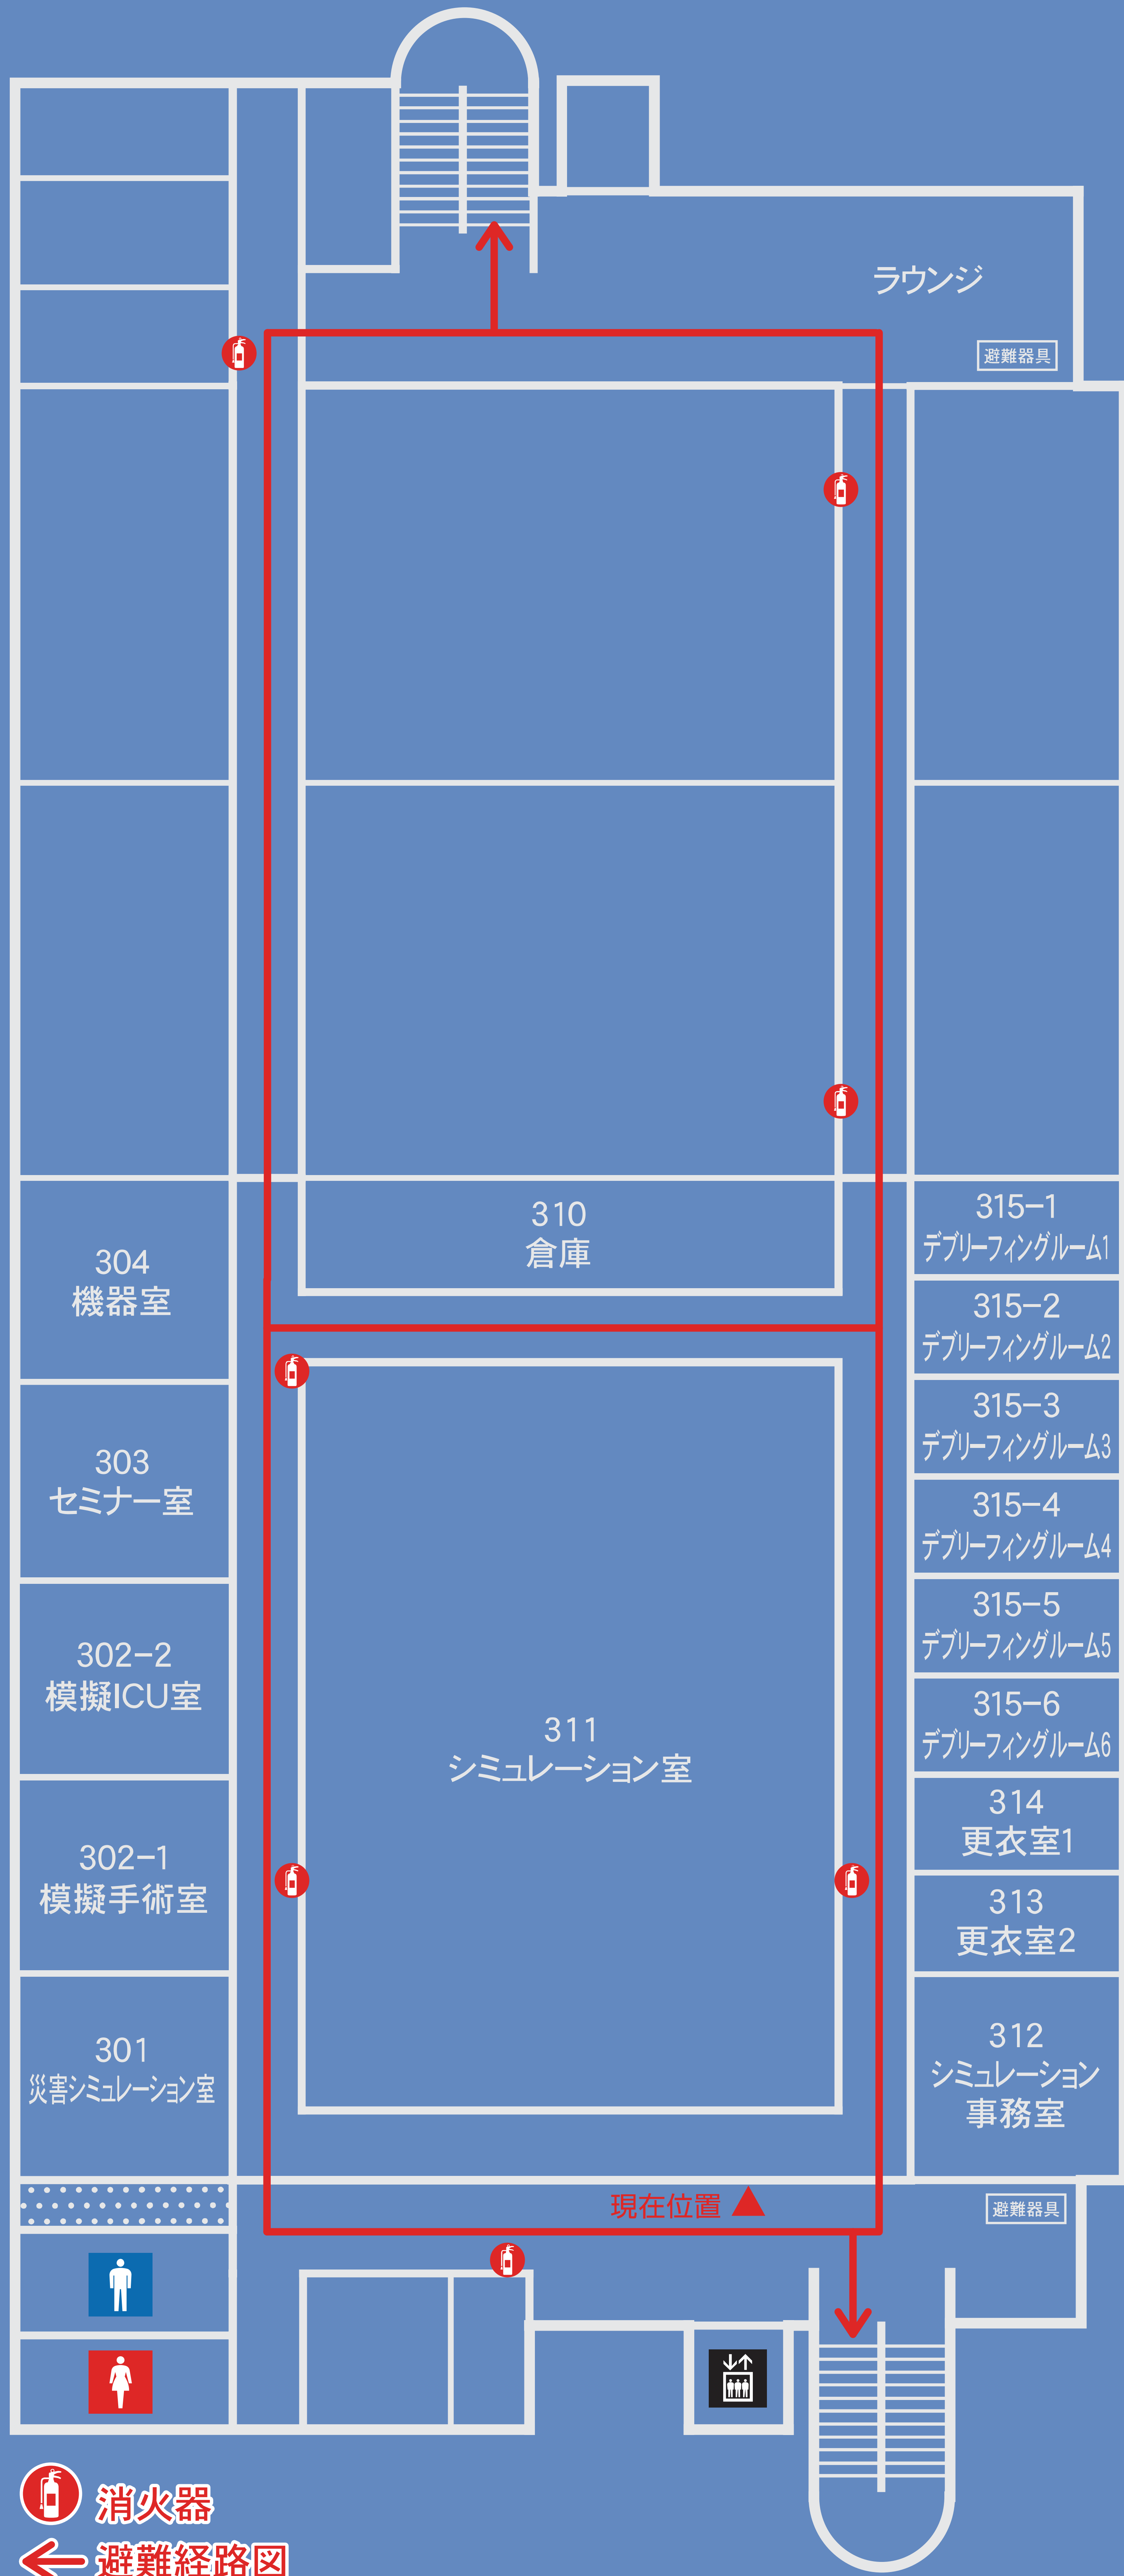 ラウンジ
避難器具
310
倉庫
304
機器室
315-1
デブリーフィングルーム1
315-2
デブリーフィングルーム2
315-3
デブリーフィングルーム3
303
セミナー室
315-4
デブリーフィングルーム4
315-5
デブリーフィングルーム5
302-2
模擬ICU室
315-6
デブリーフィングルーム6
311
シミュレーション室
314
更衣室1
302-1
模擬手術室
313
更衣室2
301
災害シミュレーション室
312
シミュレーション
事務室
現在位置
避難器具
消火器
避難経路図